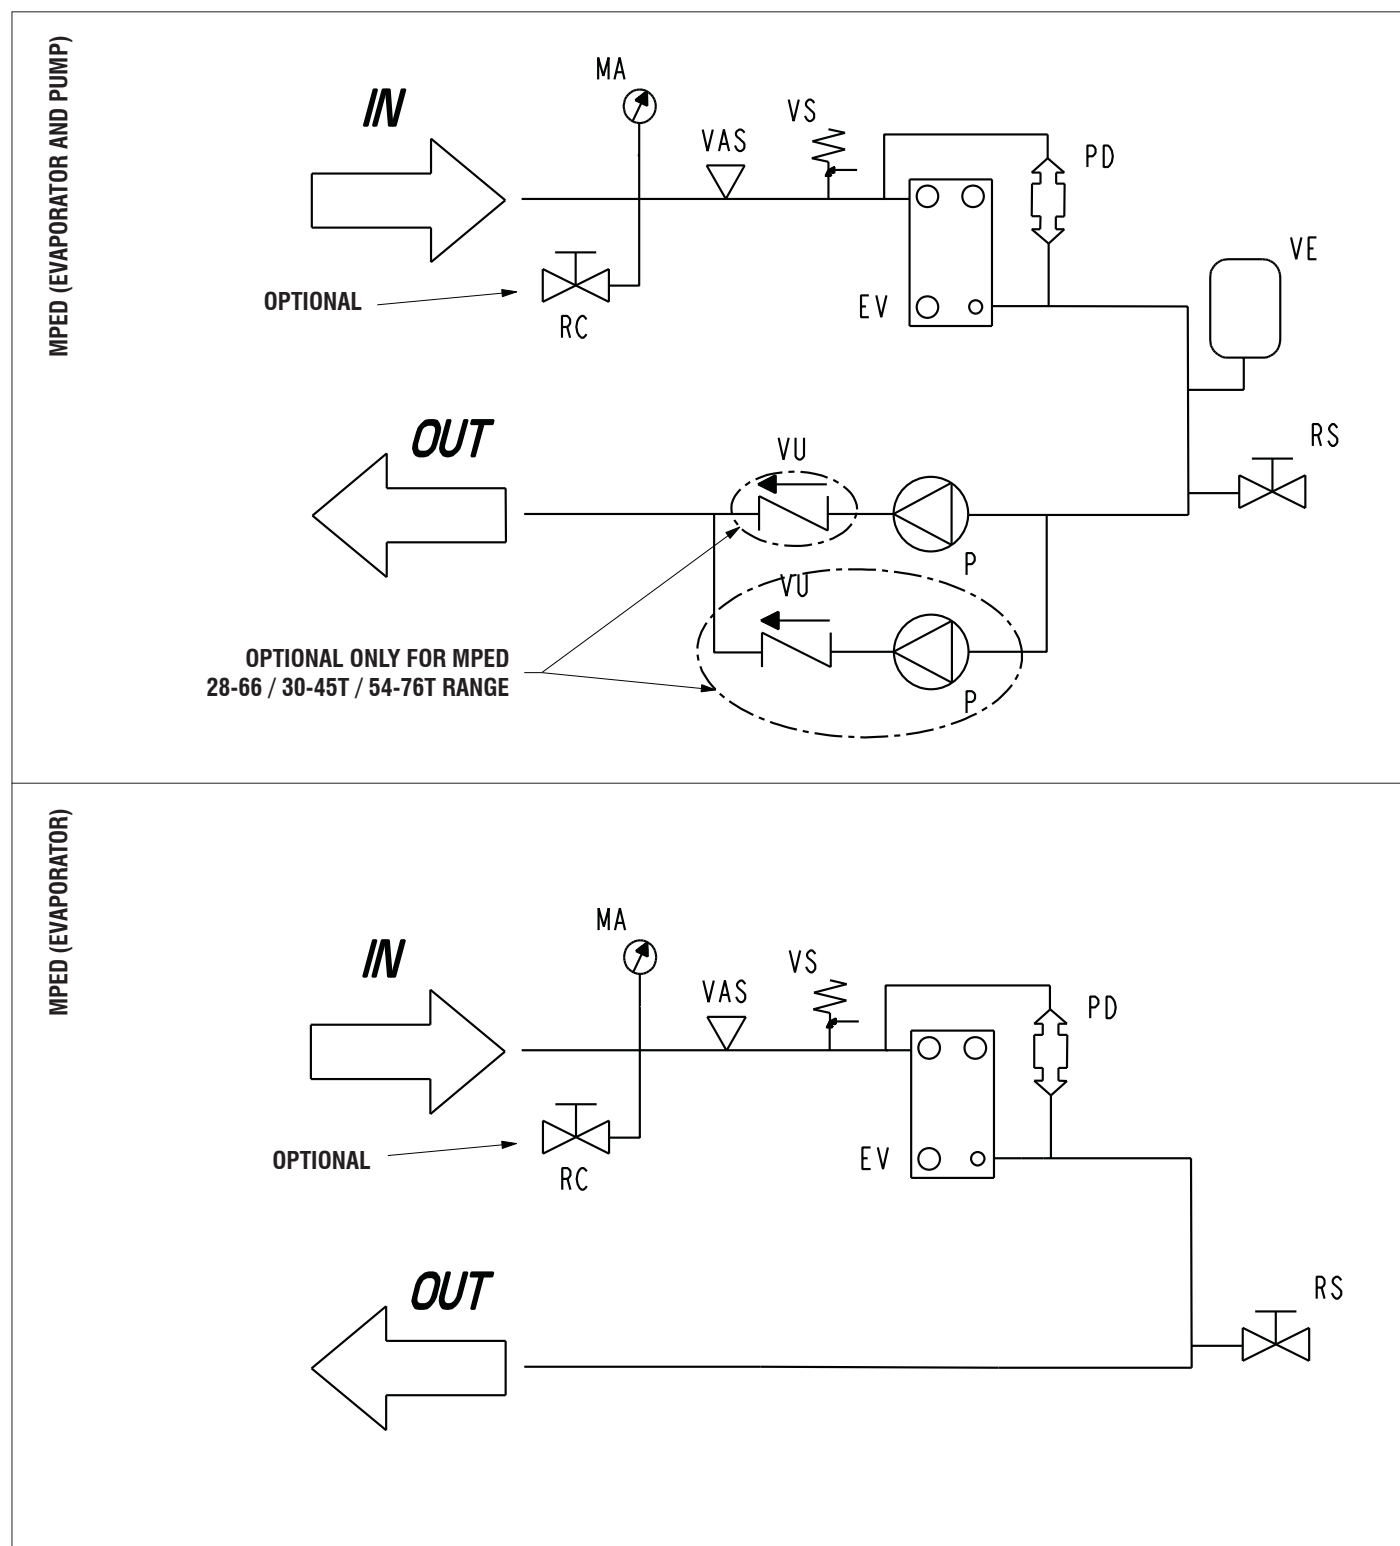 MPED (EVAPORATOR AND PUMP)
MA
IN
VS
VAS
PD
VE
OPTIONAL
EV
RC
OUT
RS
VU
P
VU
OPTIONAL ONLY FOR MPED
28-66 / 30-45T / 54-76T RANGE
P
MPED (EVAPORATOR)
MA
IN
VS
VAS
PD
OPTIONAL
EV
RC
OUT
RS